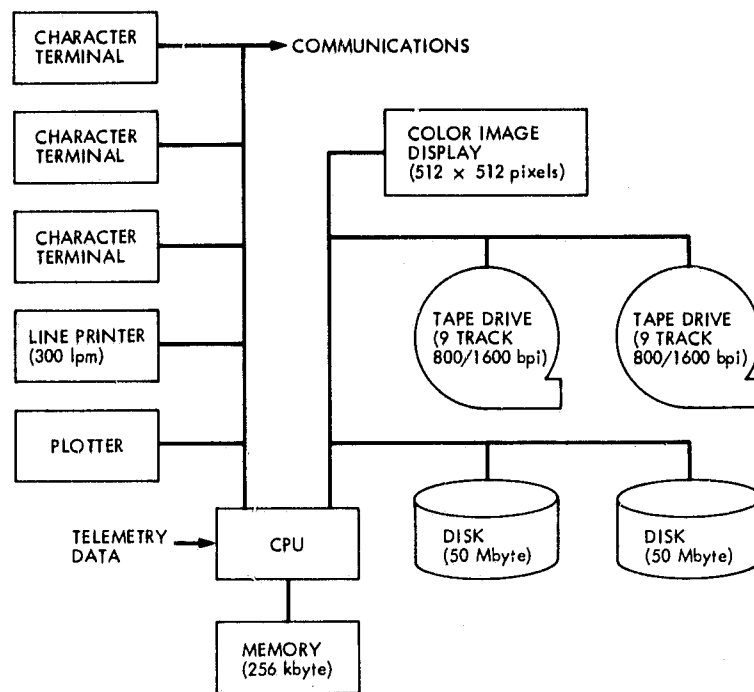 CHARACTER
TERMINAL
COMMUNICATIONS
CHARACTER
TERMINAL
COLOR IMAGE
DISPLAY
(512 × 512 pixels)
CHARACTER
TERMINAL
LINE PRINTER
(300 lpm)
TAPE DRIVE
(9 TRACK
800/1600 bpi)
TAPE DRIVE
(9 TRACK
800/1600 bpi)
PLOTTER
TELEMETRY
DATA
CPU
DISK
(50 Mbyte)
DISK
(50 Mbyte)
MEMORY
(256 kbyte)